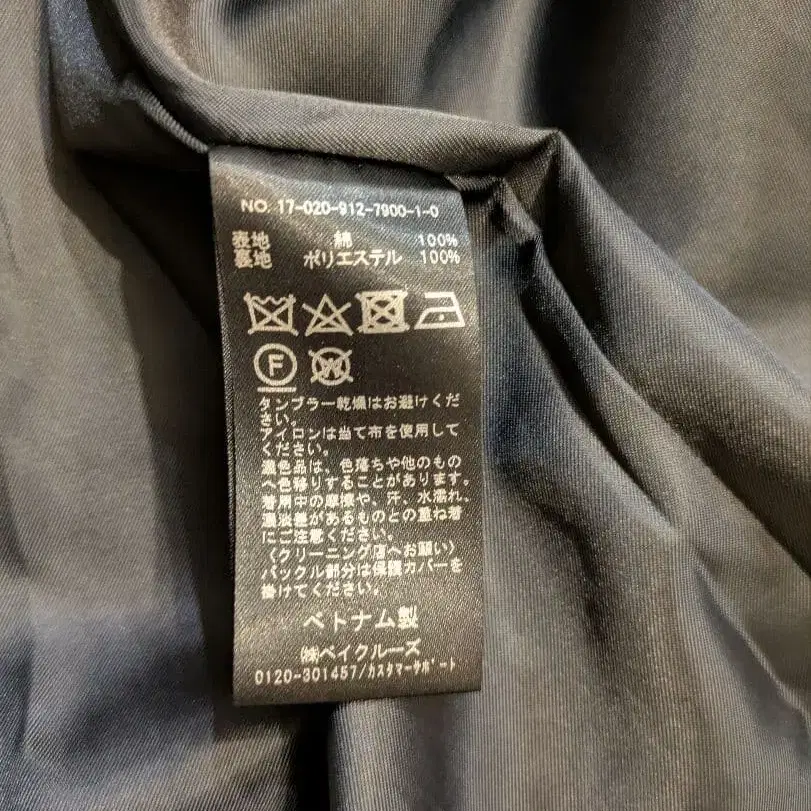 NO. 17-020-912-7900-1-0
表地 綿 100%
裏地 ポリエステル 100%
F
W
タンブラー乾燥はお避けくだ
さい。
アイロンは当て布を使用して
ください。
濃色品は、色落ちや他のもの
へ色移りすることがあります。
着用中の摩擦や、汗、水濡れ、
濃淡差があるものとの重ね着
にご注意ください。
〈クリーニング店へお願い〉
バックル部分は保護カバーを
掛けてください。
ベトナム製
㈱ベイクルーズ
0120-301457/カスタマーサポート